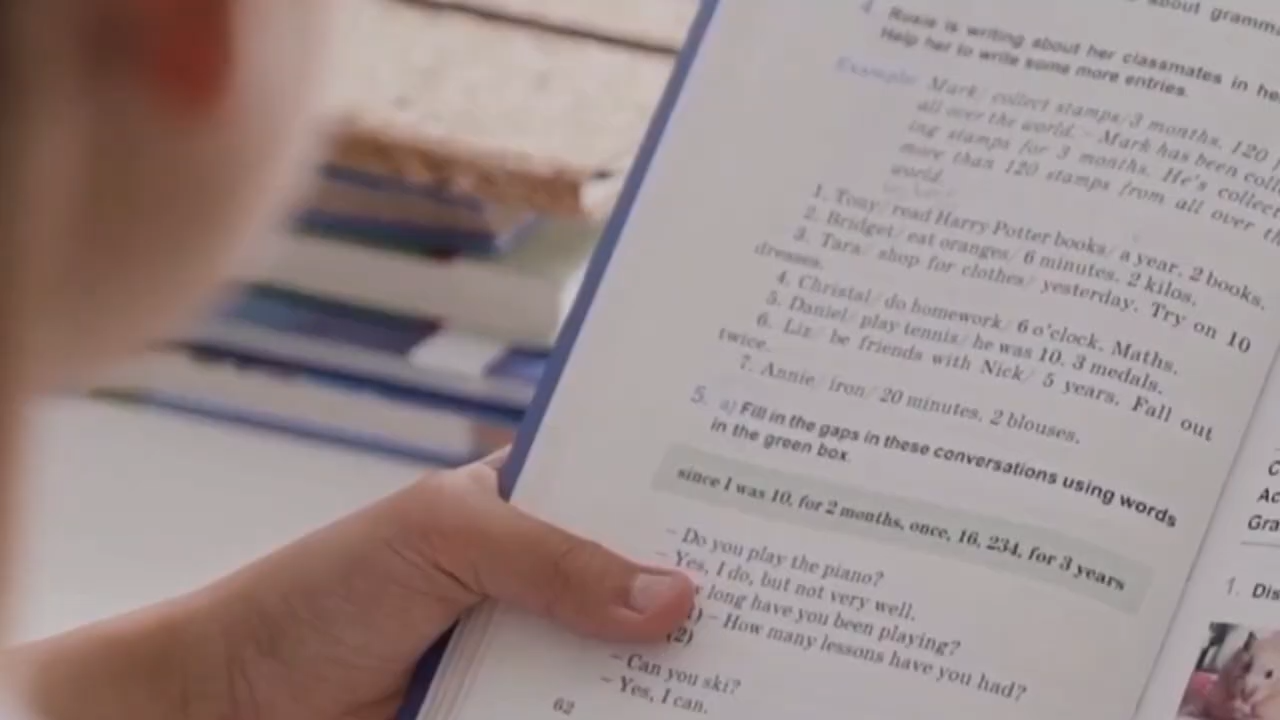 about gramma
4. Rosie is writing about her classmates in he
Help her to write some more entries.
Example: Mark/ collect stamps/3 months. 120
all over the world. – Mark has been coll
ing stamps for 3 months. He's collect
more than 120 stamps from all over th
world.
1. Tony/ read Harry Potter books/ a year. 2 books.
2. Bridget/ eat oranges/ 6 minutes. 2 kilos.
3. Tara/ shop for clothes/ yesterday. Try on 10
dresses.
4. Christal/ do homework/ 6 o'clock. Maths.
5. Daniel/ play tennis/ he was 10. 3 medals.
6. Liz/ be friends with Nick/ 5 years. Fall out
twice.
7. Annie/ iron/ 20 minutes. 2 blouses.
5. a) Fill in the gaps in these conversations using words
in the green box.
since I was 10, for 2 months, once, 16, 234, for 3 years
– Do you play the piano?
– Yes, I do, but not very well.
long have you been playing?
1) – How many lessons have you had?
(2)
– Can you ski?
– Yes, I can.
62
C
Ac
Gra
1. Dis